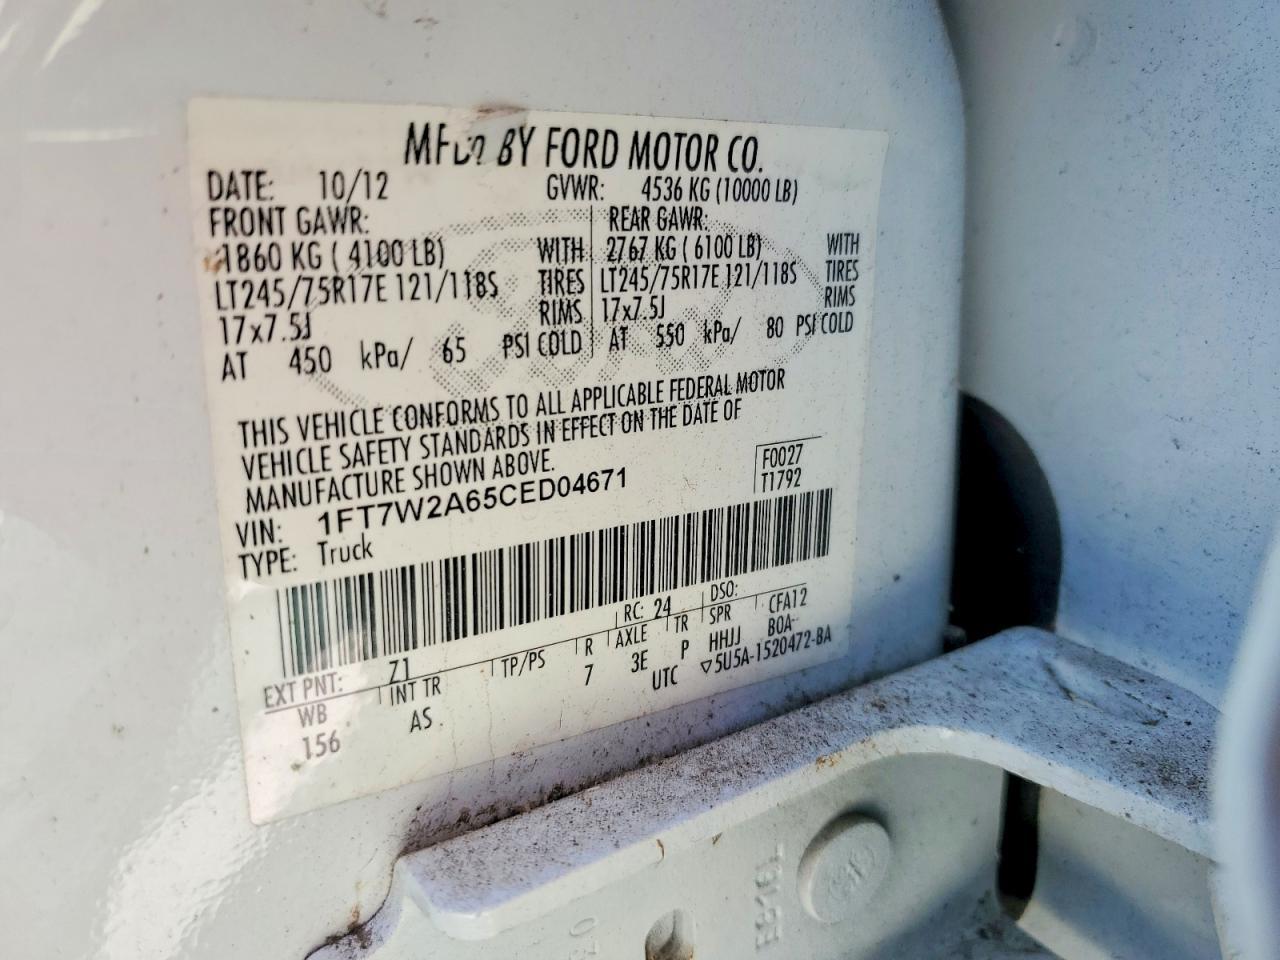 MFD. BY FORD MOTOR CO.
DATE: 10/12 GVWR: 4536 KG (10000 LB)
FRONT GAWR: REAR GAWR:
1860 KG ( 4100 LB) WITH 2767 KG ( 6100 LB) WITH
LT245/75R17E 121/118S TIRES LT245/75R17E 121/118S TIRES
17x7.5J RIMS 17x7.5J RIMS
AT 450 kPa/ 65 PSI COLD AT 550 kPa/ 80 PSI COLD
THIS VEHICLE CONFORMS TO ALL APPLICABLE FEDERAL MOTOR
VEHICLE SAFETY STANDARDS IN EFFECT ON THE DATE OF
MANUFACTURE SHOWN ABOVE.
F0027
VIN: 1FT7W2A65CED04671
T1792
TYPE: Truck
EXT PNT: Z1 RC: 24 DSO:
WB INT TR TP/PS R AXLE TR SPR CFA12
156 AS 7 3E P HHJJ BOA-
UTC ▽5U5A-1520472-BA